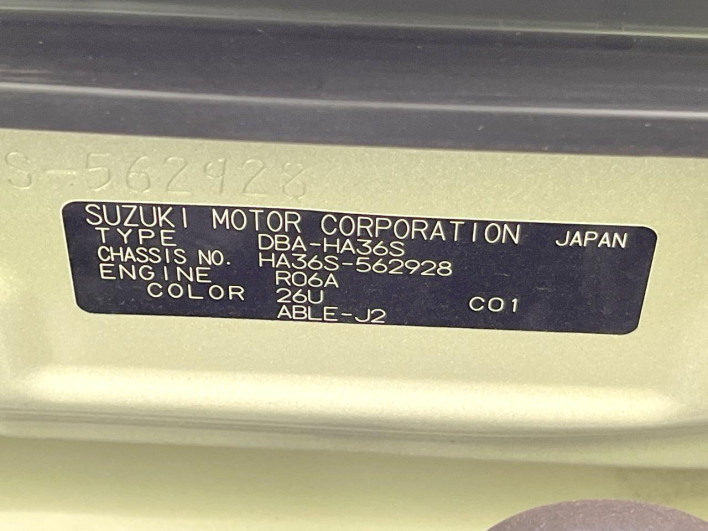 S-562928
SUZUKI MOTOR CORPORATION JAPAN
TYPE DBA-HA36S
CHASSIS NO. HA36S-562928
ENGINE R06A
COLOR 26U C01
ABLE-J2